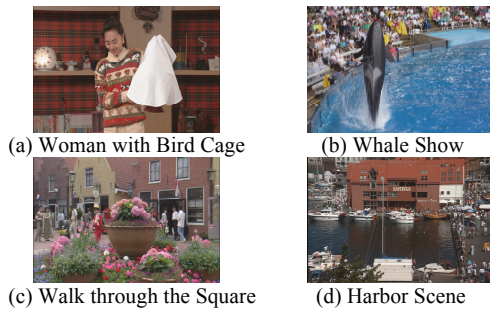 (a) Woman with Bird Cage
(b) Whale Show
(c) Walk through the Square
(d) Harbor Scene